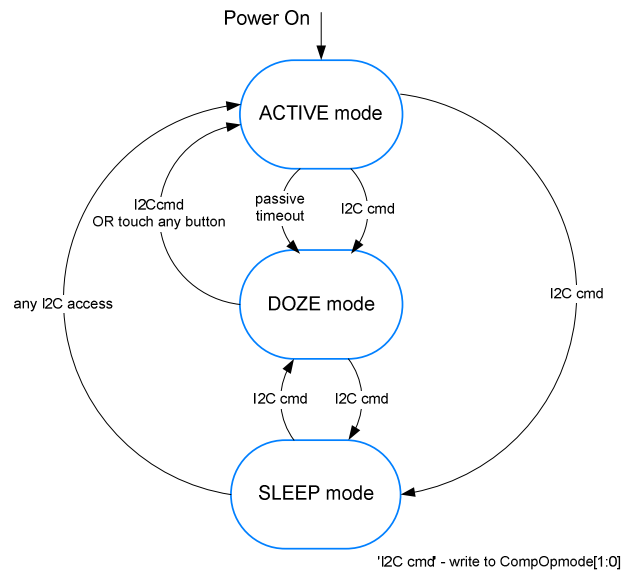 Power On
ACTIVE mode
I2Ccmd
OR touch any button
passive
timeout
I2C cmd
any I2C access
DOZE mode
I2C cmd
I2C cmd
I2C cmd
SLEEP mode
'I2C cmd' - write to CompOpmode[1:0]